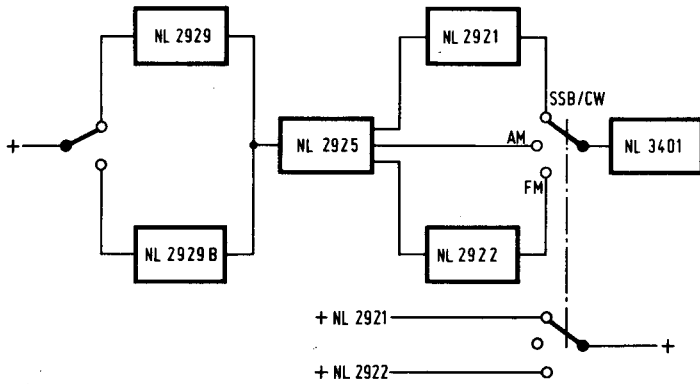 NL 2929
NL 2921
SSB/CW
+
NL 2925
AM
NL 3401
FM
NL 2929 B
NL 2922
+ NL 2921
+
+ NL 2922